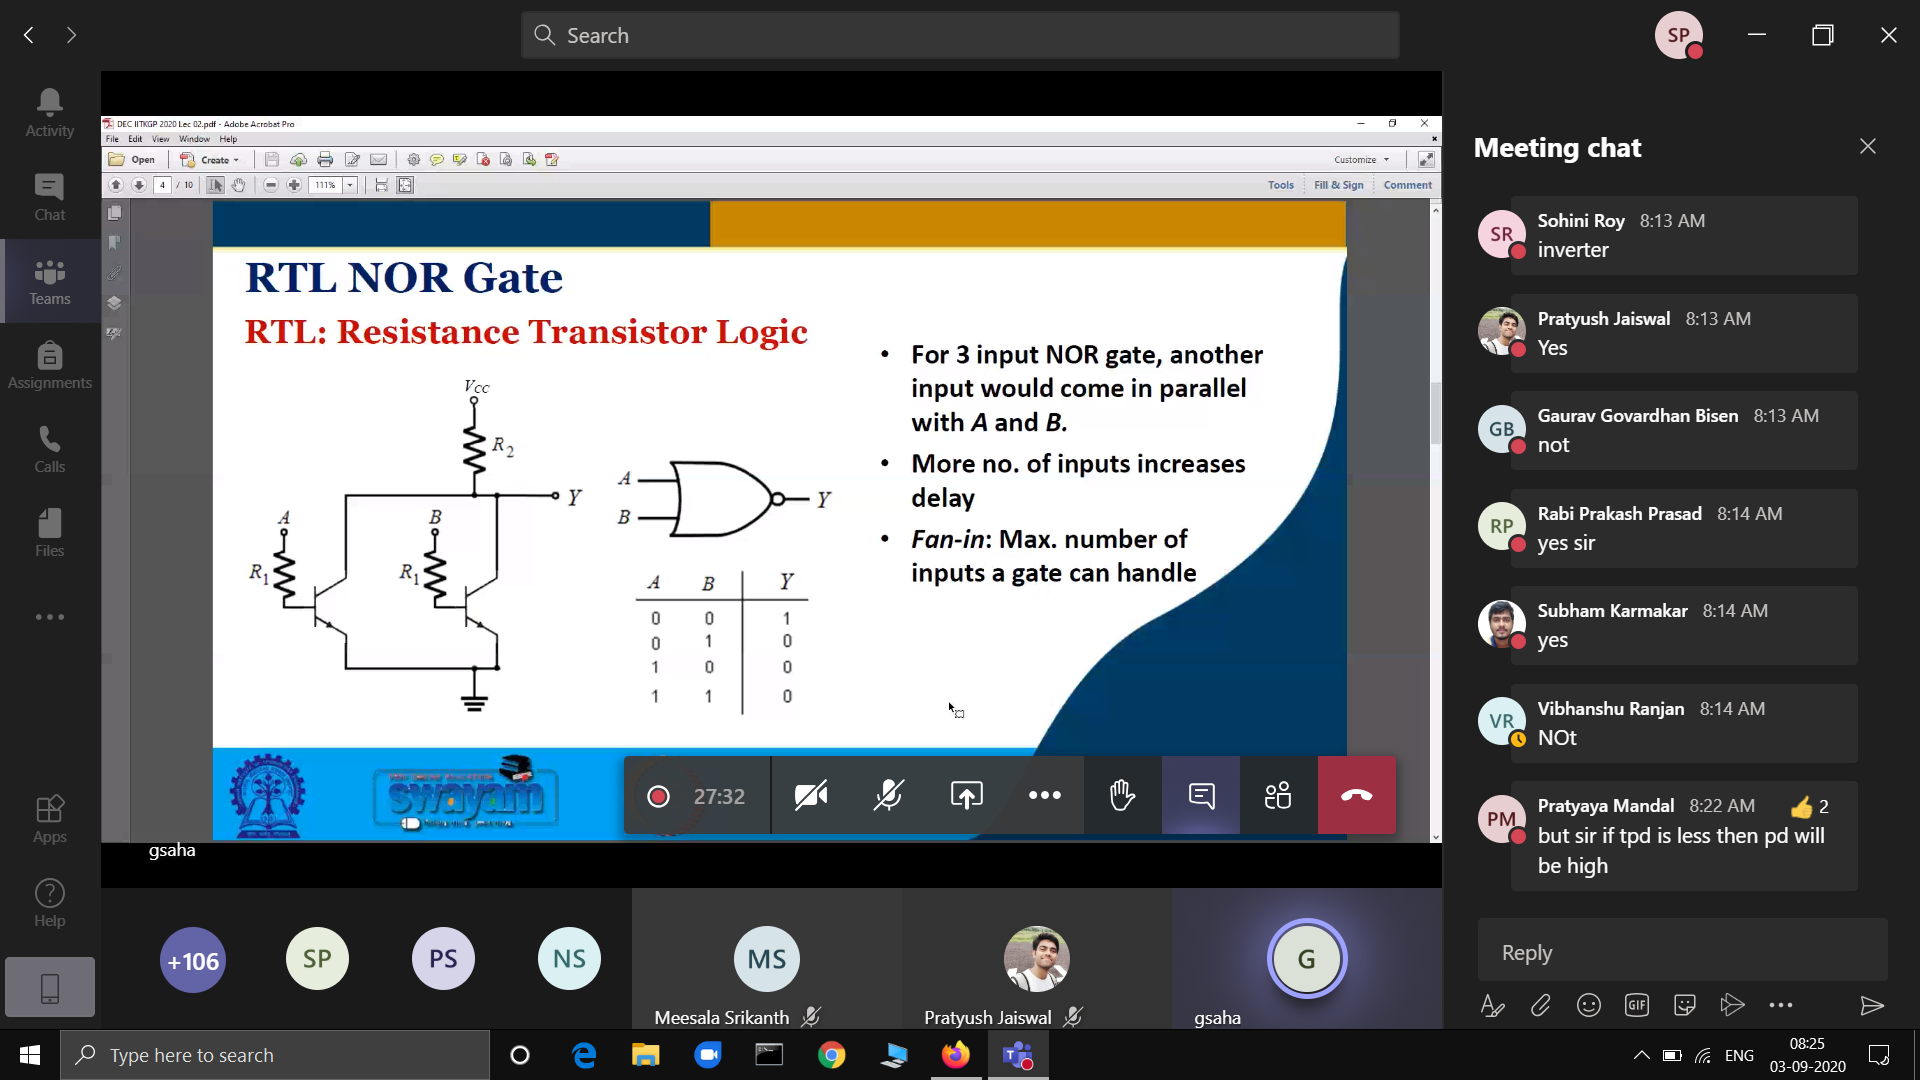 Search
SP
Activity
Chat
Teams
Assignments
Calls
Files
Apps
Help
DEC IITKGP 2020 Lec 02.pdf - Adobe Acrobat Pro
File Edit View Window Help
Open Create Customize
4 / 10 111% Tools Fill & Sign Comment
RTL NOR Gate
RTL: Resistance Transistor Logic
VCC
R2
Y
A
B
R1
R1
A
B
Y
A B Y
0 0 1
0 1 0
1 0 0
1 1 0
• For 3 input NOR gate, another
input would come in parallel
with A and B.
• More no. of inputs increases
delay
• Fan-in: Max. number of
inputs a gate can handle
swayam
27:32
gsaha
+106
SP
PS
NS
MS
Meesala Srikanth
Pratyush Jaiswal
G
gsaha
Meeting chat
SR
Sohini Roy 8:13 AM
inverter
Pratyush Jaiswal 8:13 AM
Yes
GB
Gaurav Govardhan Bisen 8:13 AM
not
RP
Rabi Prakash Prasad 8:14 AM
yes sir
Subham Karmakar 8:14 AM
yes
VR
Vibhanshu Ranjan 8:14 AM
NOt
PM
Pratyaya Mandal 8:22 AM 2
but sir if tpd is less then pd will
be high
Reply
GIF
Type here to search
ENG
08:25
03-09-2020